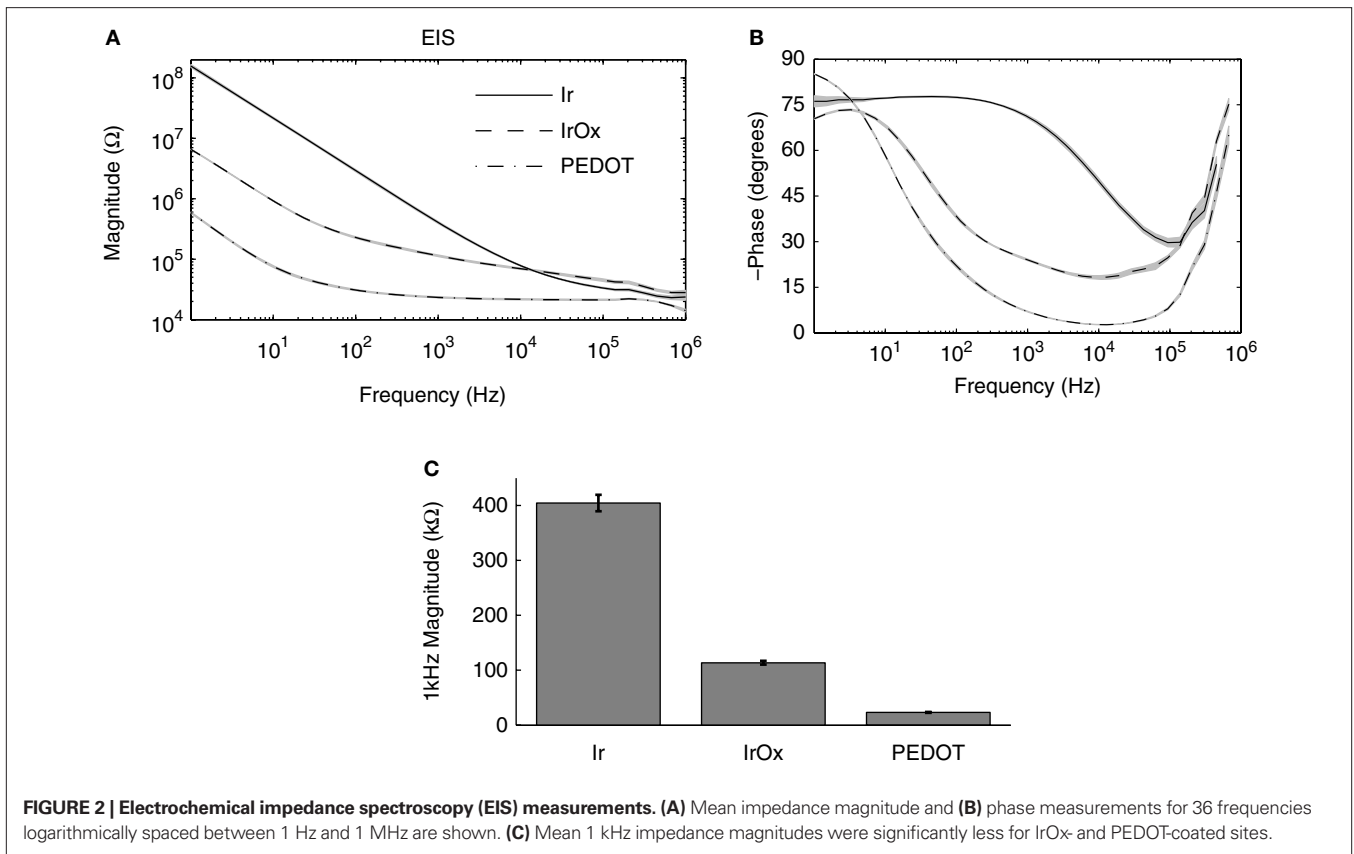 A
EIS
Magnitude (Ω)
10^8
10^7
10^6
10^5
10^4
Ir
IrOx
PEDOT
10^1 10^2 10^3 10^4 10^5 10^6
Frequency (Hz)
B
–Phase (degrees)
90
75
60
45
30
15
0
10^1 10^2 10^3 10^4 10^5 10^6
Frequency (Hz)
C
1kHz Magnitude (kΩ)
400
300
200
100
0
Ir IrOx PEDOT
FIGURE 2 | Electrochemical impedance spectroscopy (EIS) measurements. (A) Mean impedance magnitude and (B) phase measurements for 36 frequencies
logarithmically spaced between 1 Hz and 1 MHz are shown. (C) Mean 1 kHz impedance magnitudes were significantly less for IrOx- and PEDOT-coated sites.